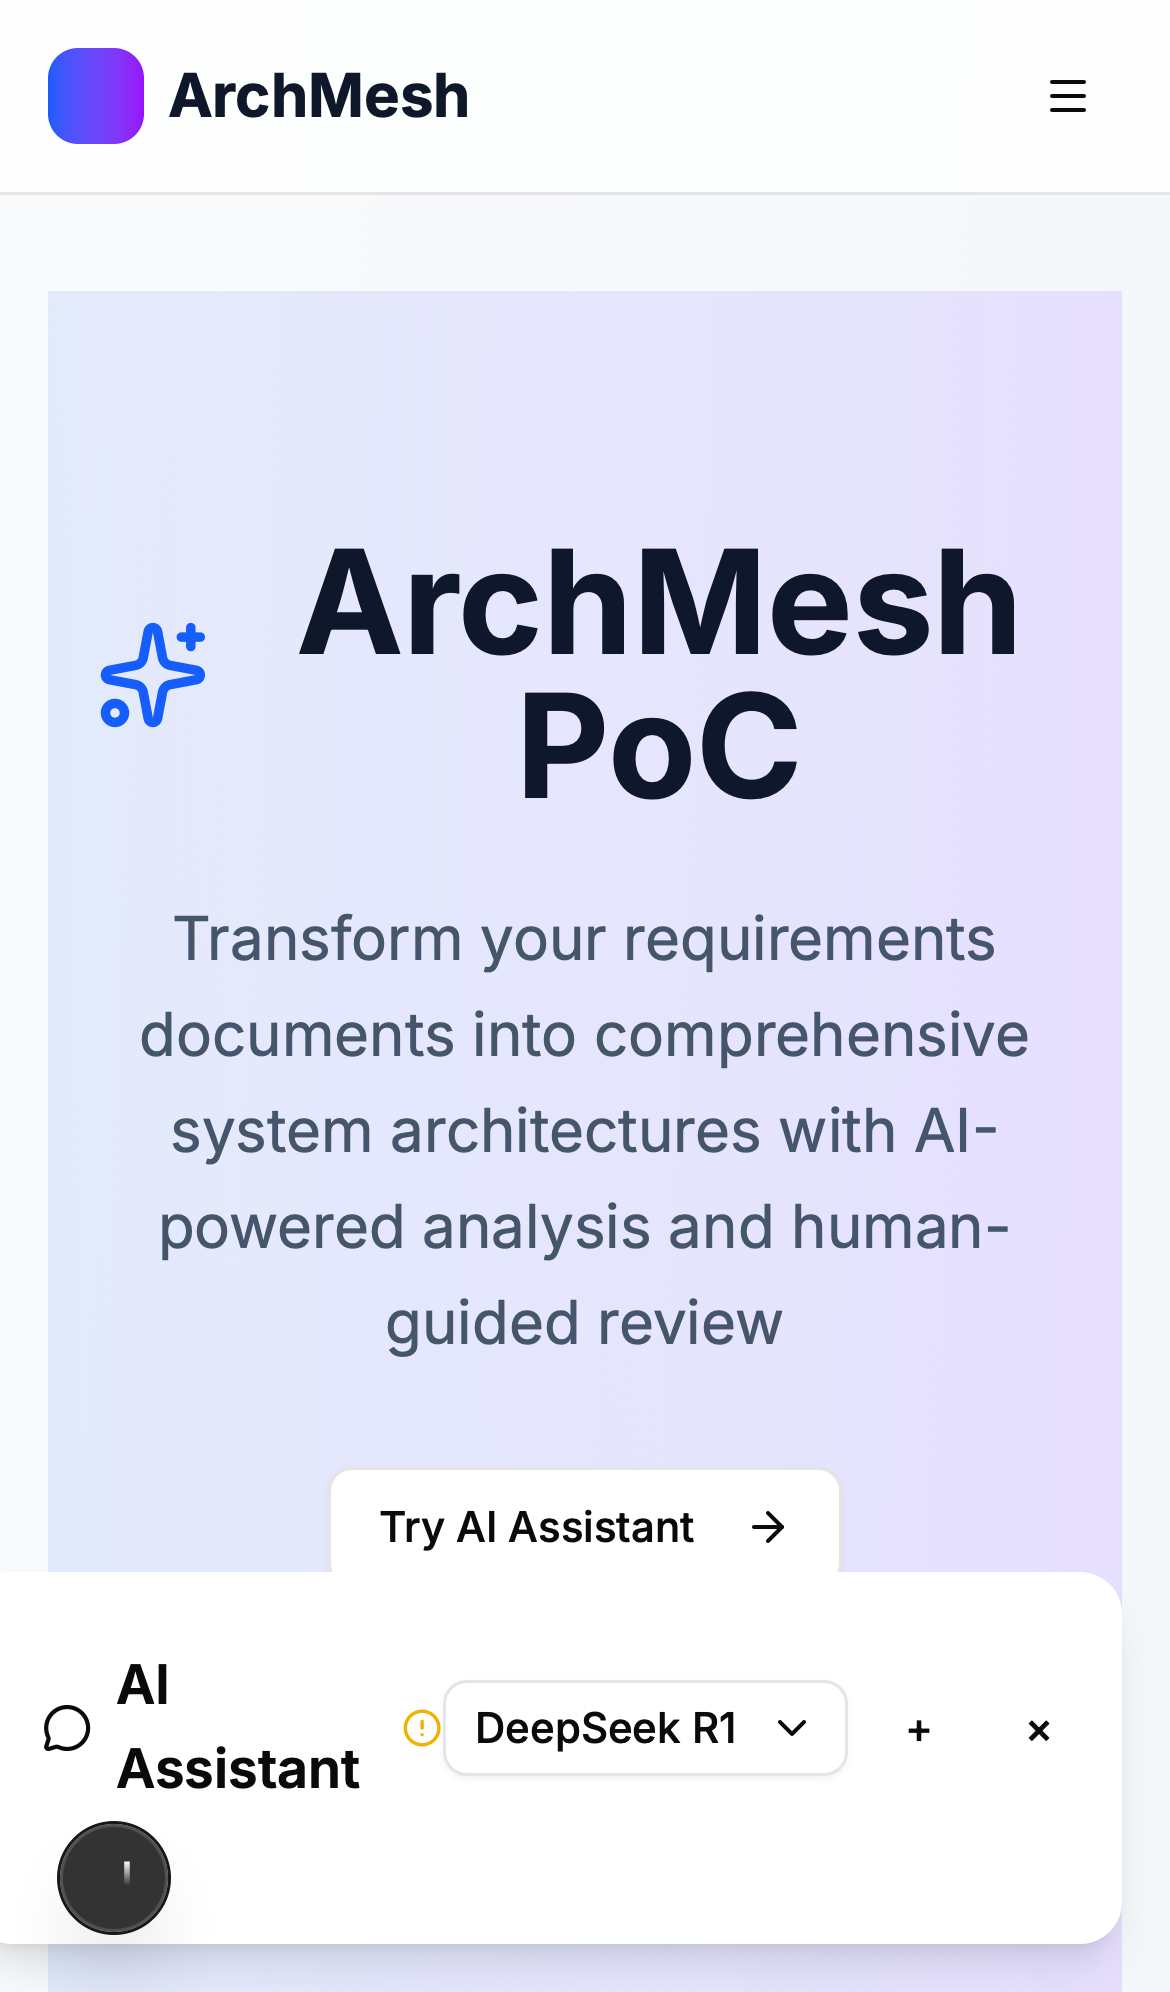 ArchMesh
ArchMesh
PoC
Transform your requirements
documents into comprehensive
system architectures with AI-
powered analysis and human-
guided review
Try AI Assistant
AI
Assistant
DeepSeek R1